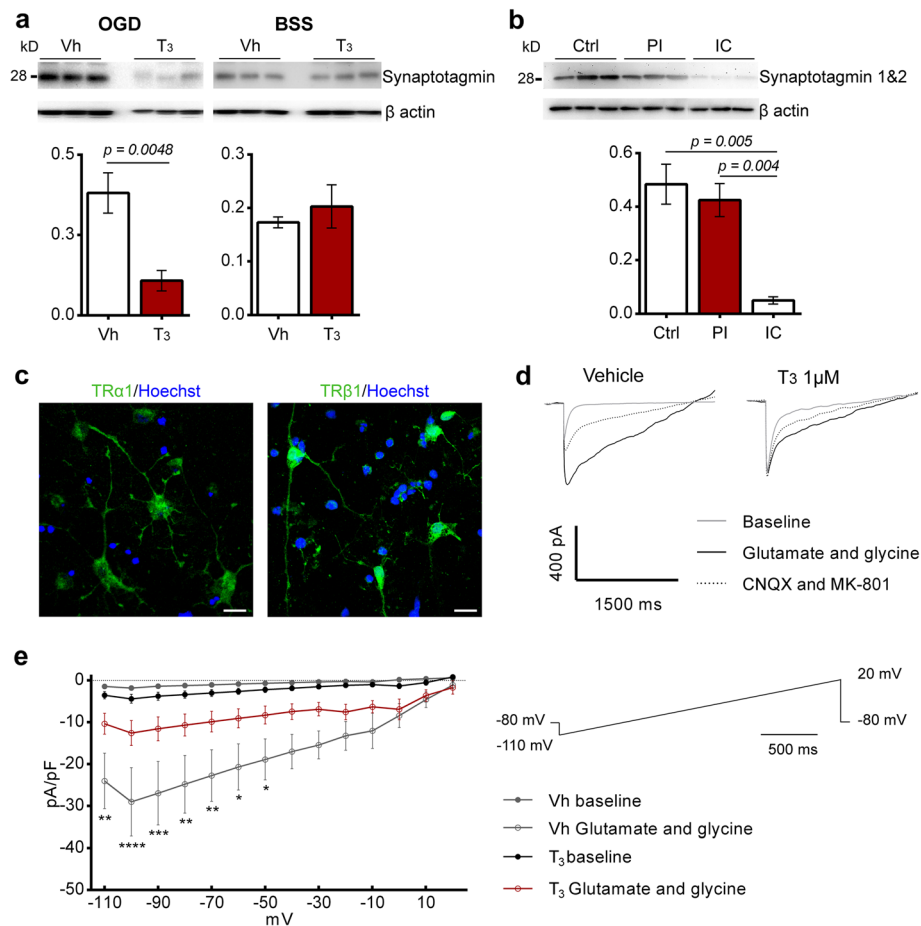 a
OGD
BSS
kD
Vh
T3
Vh
T3
28
Synaptotagmin
β actin
0.5
0.3
0.0
p = 0.0048
Vh
T3
0.3
0.2
0.1
0.0
Vh
T3
b
kD
Ctrl
PI
IC
28
Synaptotagmin 1&2
β actin
p = 0.005
p = 0.004
0.6
0.4
0.2
0.0
Ctrl
PI
IC
c
TRα1/Hoechst
TRβ1/Hoechst
d
Vehicle
T3 1µM
400 pA
1500 ms
Baseline
Glutamate and glycine
CNQX and MK-801
e
0
-10
-20
-30
-40
-50
pA/pF
**
****
***
**
**
*
*
-110
-90
-70
-50
-30
-10
10
mV
-80 mV
-110 mV
20 mV
-80 mV
500 ms
Vh baseline
Vh Glutamate and glycine
T3 baseline
T3 Glutamate and glycine